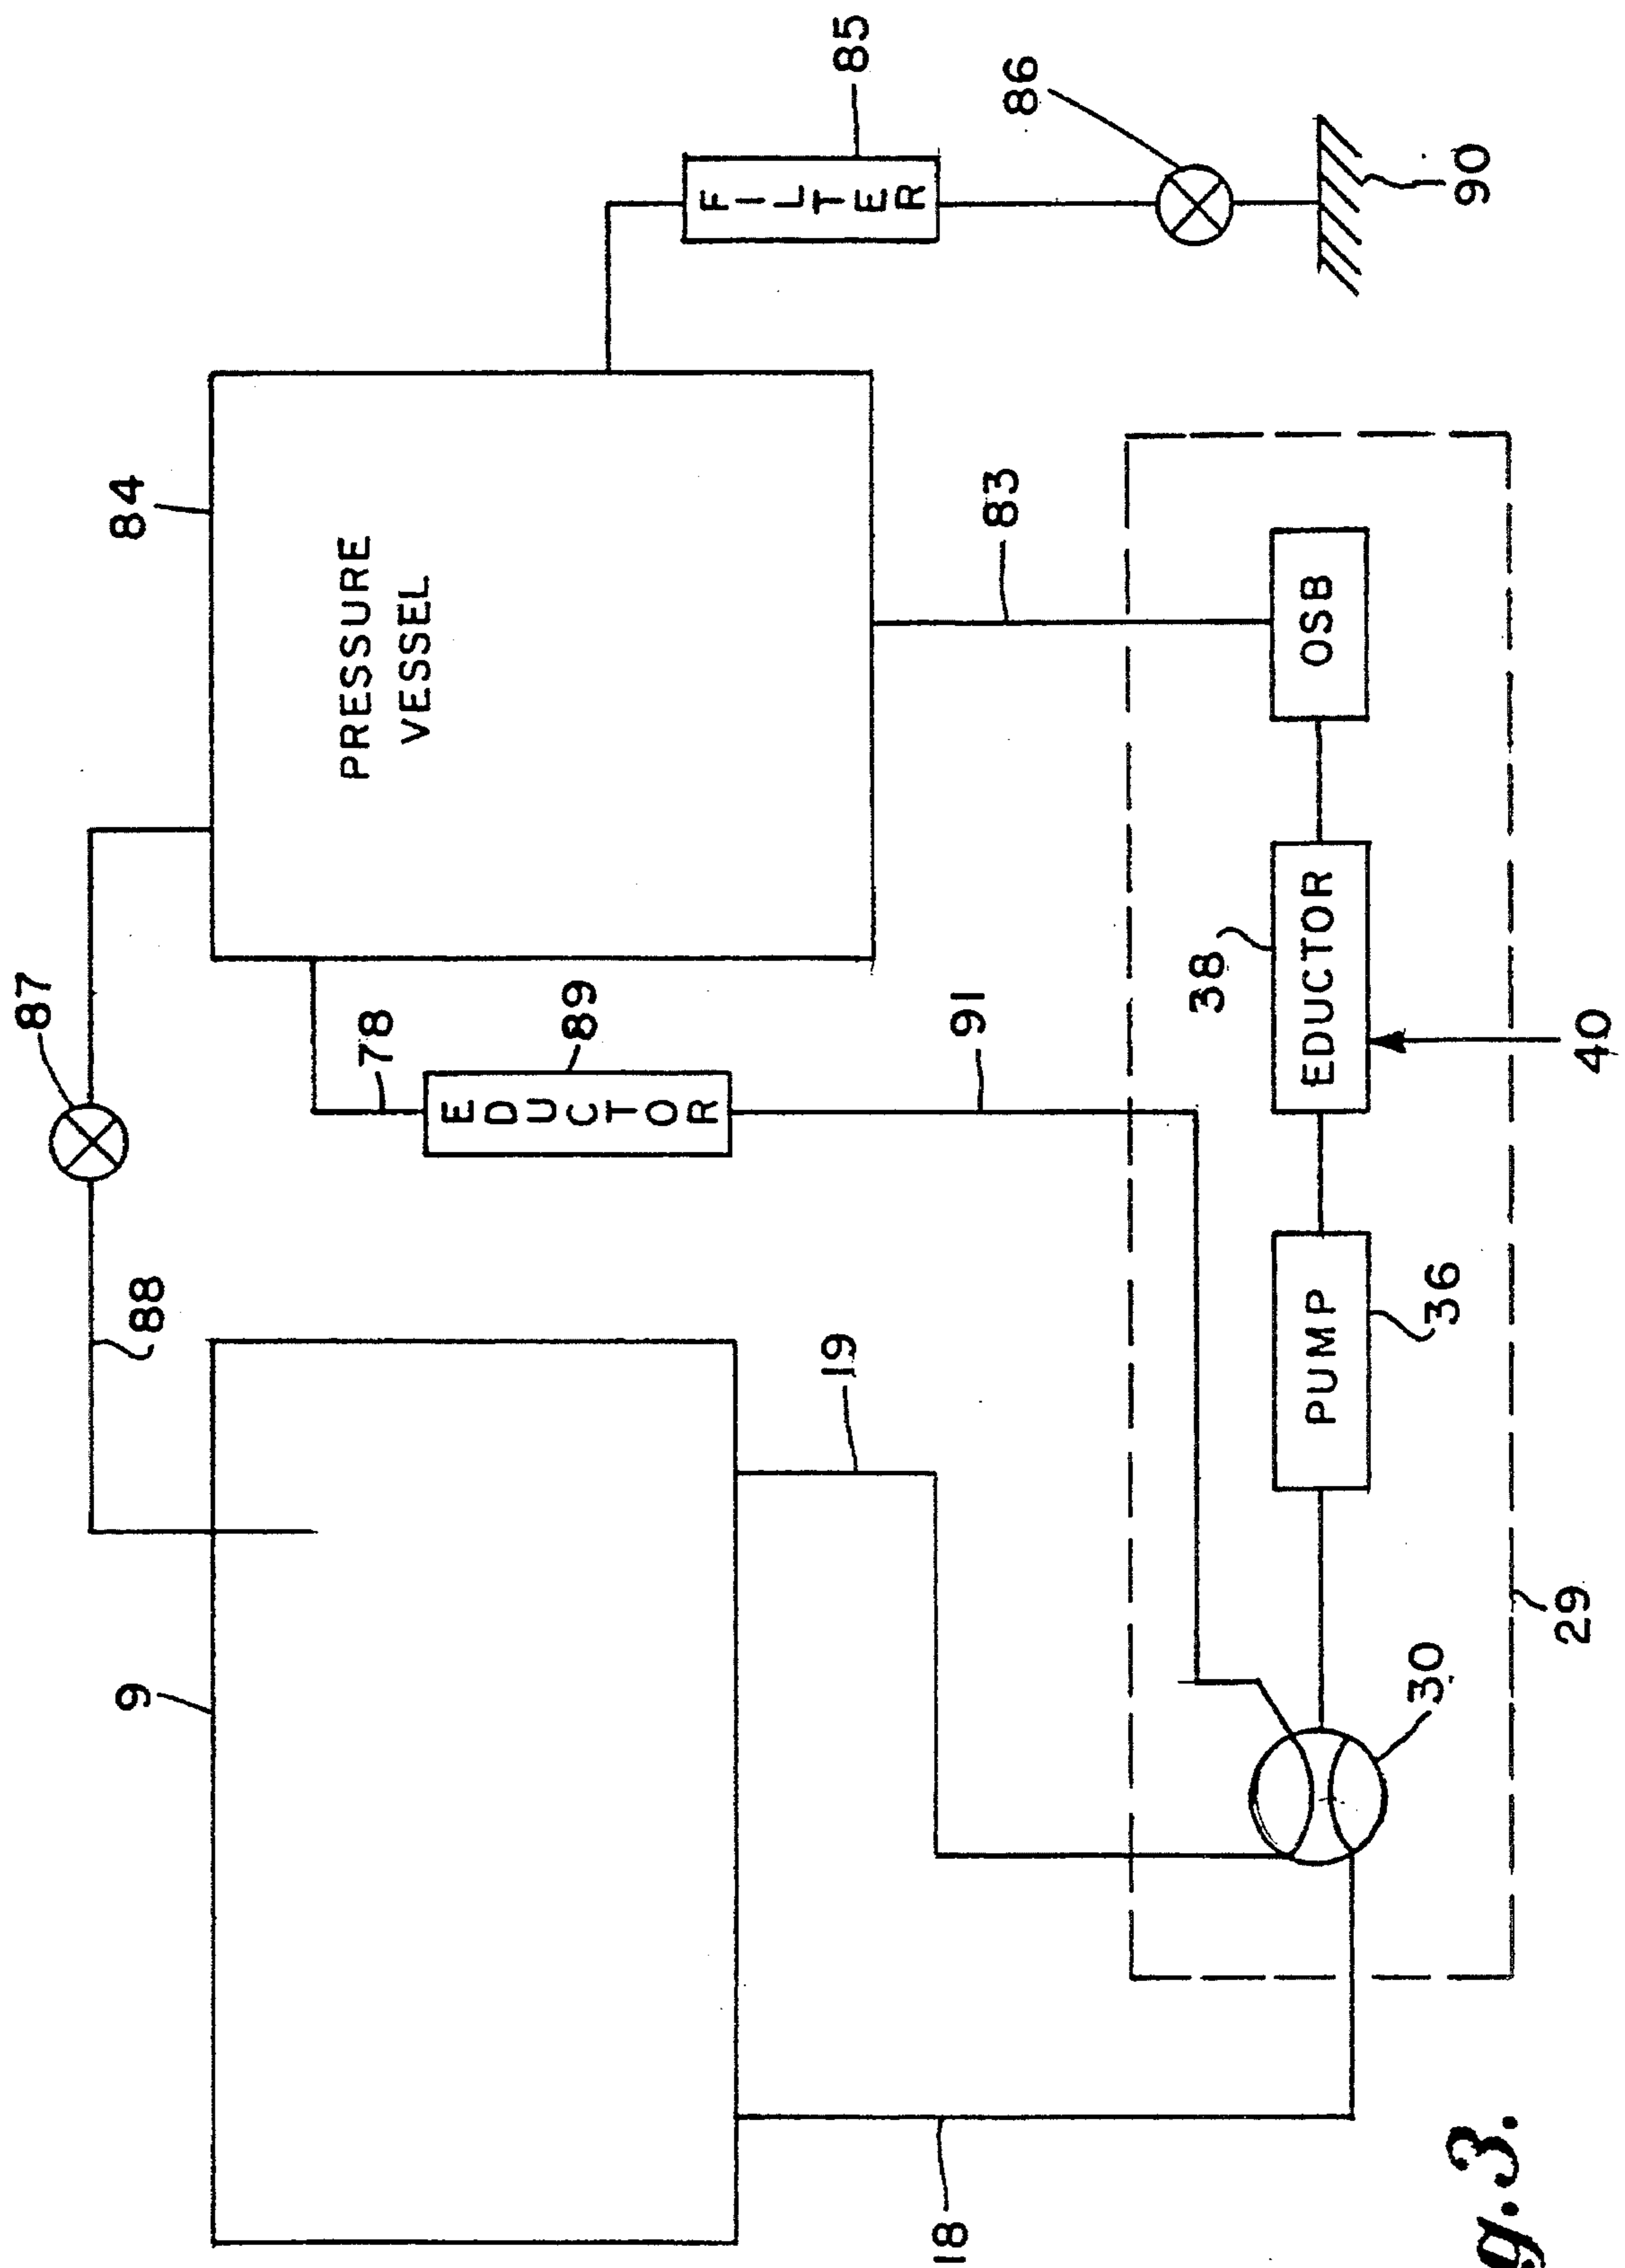 85
86
FILTER
90
84
PRESSURE
VESSEL
83
OSB
87
78
89
EDUCTOR
91
38
EDUCTOR
40
88
19
PUMP
36
9
29
30
18
g.3.